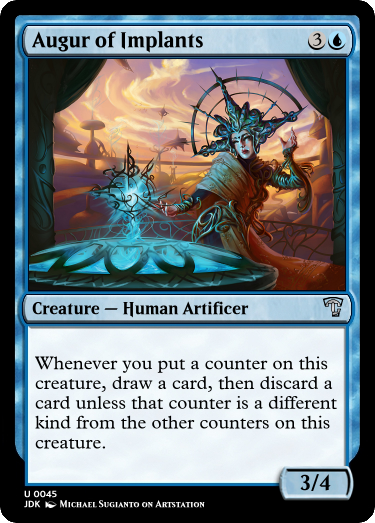 Augur of Implants 3
Creature — Human Artificer
Whenever you put a counter on this
creature, draw a card, then discard a
card unless that counter is a different
kind from the other counters on this
creature.
3/4
U 0045
JDK Michael Sugianto on Artstation